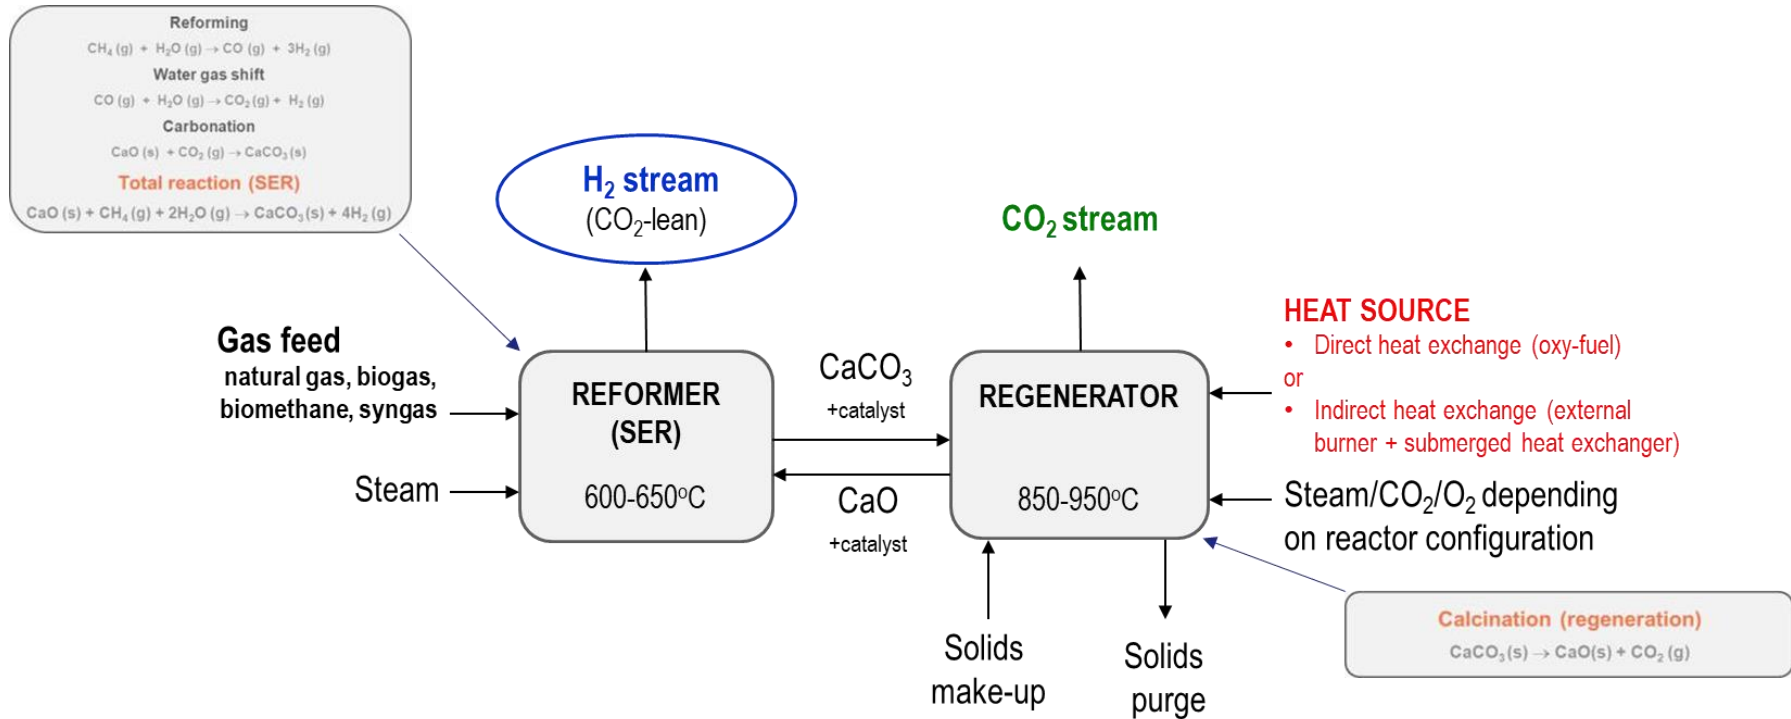 Reforming
CH₄ (g) + H₂O (g) → CO (g) + 3H₂ (g)
Water gas shift
CO (g) + H₂O (g) → CO₂ (g) + H₂ (g)
Carbonation
CaO (s) + CO₂ (g) → CaCO₃ (s)
Total reaction (SER)
CaO (s) + CH₄ (g) + 2H₂O (g) → CaCO₃ (s) + 4H₂ (g)
H₂ stream
(CO₂-lean)
CO₂ stream
Gas feed
natural gas, biogas,
biomethane, syngas
Steam
REFORMER
(SER)
600-650ºC
CaCO₃
+catalyst
CaO
+catalyst
REGENERATOR
850-950ºC
HEAT SOURCE
• Direct heat exchange (oxy-fuel)
or
• Indirect heat exchange (external
burner + submerged heat exchanger)
Steam/CO₂/O₂ depending
on reactor configuration
Solids
make-up
Solids
purge
Calcination (regeneration)
CaCO₃ (s) → CaO(s) + CO₂ (g)